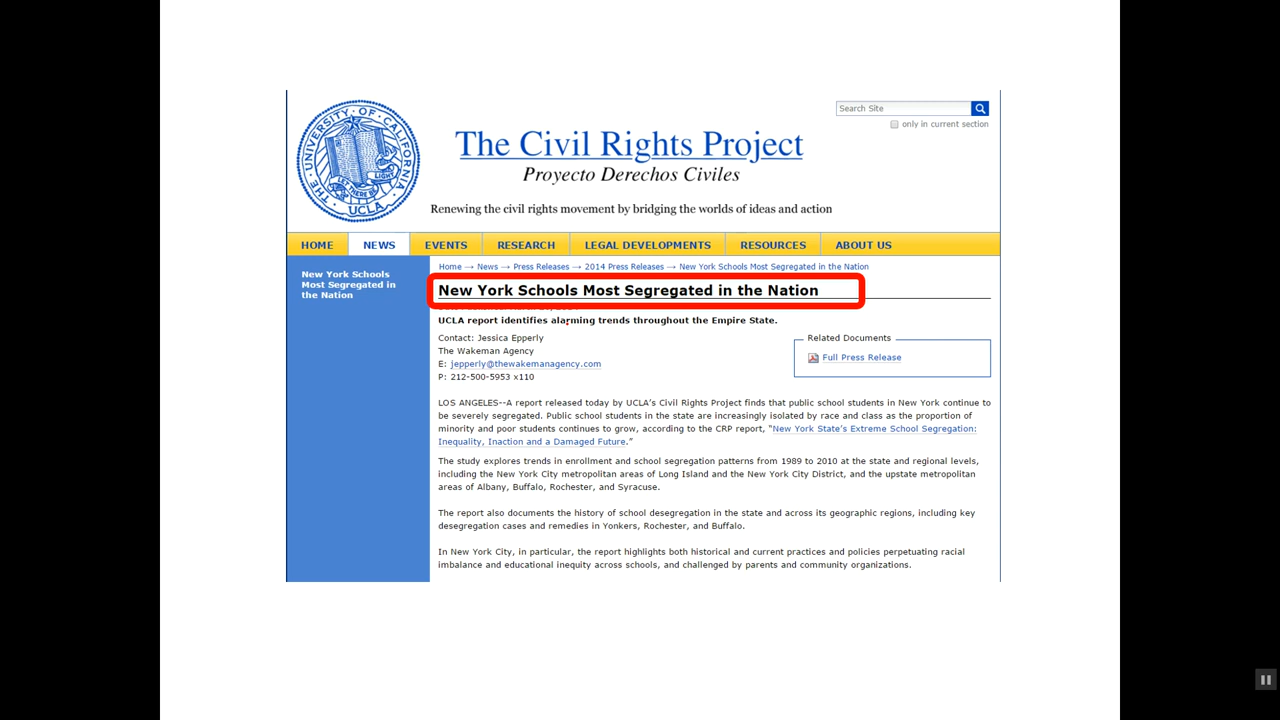 THE UNIVERSITY OF CALIFORNIA
LET THERE BE LIGHT
UCLA
Search Site
only in current section
The Civil Rights Project
Proyecto Derechos Civiles
Renewing the civil rights movement by bridging the worlds of ideas and action
HOME NEWS EVENTS RESEARCH LEGAL DEVELOPMENTS RESOURCES ABOUT US
New York Schools
Most Segregated in
the Nation
Home → News → Press Releases → 2014 Press Releases → New York Schools Most Segregated in the Nation
New York Schools Most Segregated in the Nation
UCLA report identifies alarming trends throughout the Empire State.
Contact: Jessica Epperly
The Wakeman Agency
E: jepperly@thewakemanagency.com
P: 212-500-5953 x110
Related Documents
Full Press Release
LOS ANGELES--A report released today by UCLA's Civil Rights Project finds that public school students in New York continue to
be severely segregated. Public school students in the state are increasingly isolated by race and class as the proportion of
minority and poor students continues to grow, according to the CRP report, "New York State's Extreme School Segregation:
Inequality, Inaction and a Damaged Future."
The study explores trends in enrollment and school segregation patterns from 1989 to 2010 at the state and regional levels,
including the New York City metropolitan areas of Long Island and the New York City District, and the upstate metropolitan
areas of Albany, Buffalo, Rochester, and Syracuse.
The report also documents the history of school desegregation in the state and across its geographic regions, including key
desegregation cases and remedies in Yonkers, Rochester, and Buffalo.
In New York City, in particular, the report highlights both historical and current practices and policies perpetuating racial
imbalance and educational inequity across schools, and challenged by parents and community organizations.